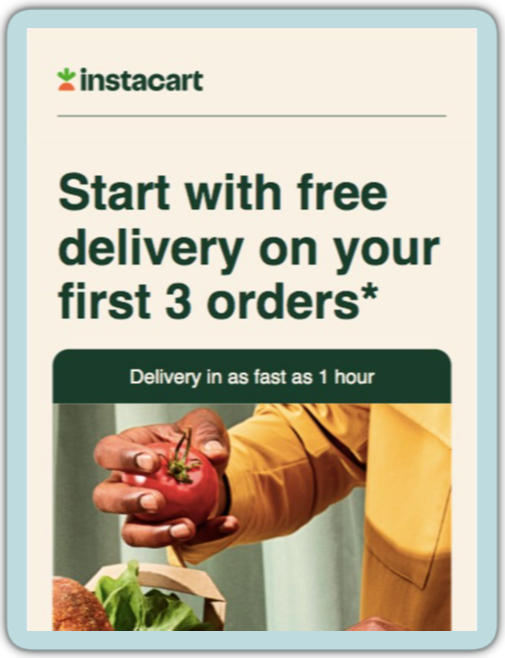 instacart
Start with free
delivery on your
first 3 orders*
Delivery in as fast as 1 hour